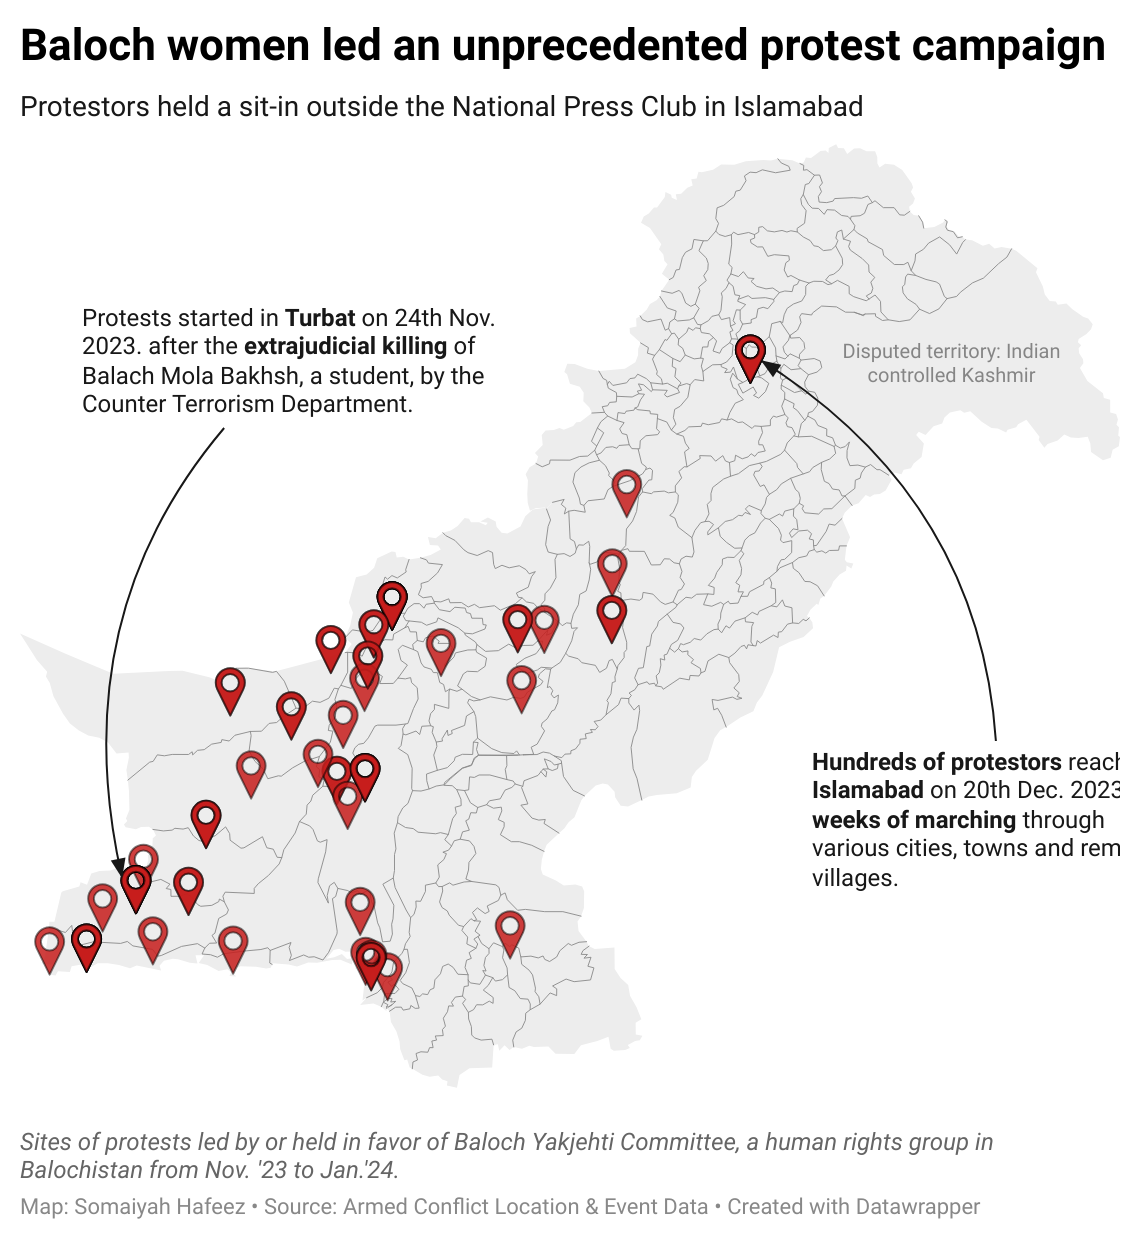 Baloch women led an unprecedented protest campaign
Protestors held a sit-in outside the National Press Club in Islamabad
Protests started in Turbat on 24th Nov.
2023. after the extrajudicial killing of
Balach Mola Bakhsh, a student, by the
Counter Terrorism Department.
Disputed territory: Indian
controlled Kashmir
Hundreds of protestors reach
Islamabad on 20th Dec. 2023
weeks of marching through
various cities, towns and rem
villages.
Sites of protests led by or held in favor of Baloch Yakjehti Committee, a human rights group in
Balochistan from Nov. '23 to Jan.'24.
Map: Somaiyah Hafeez • Source: Armed Conflict Location & Event Data • Created with Datawrapper